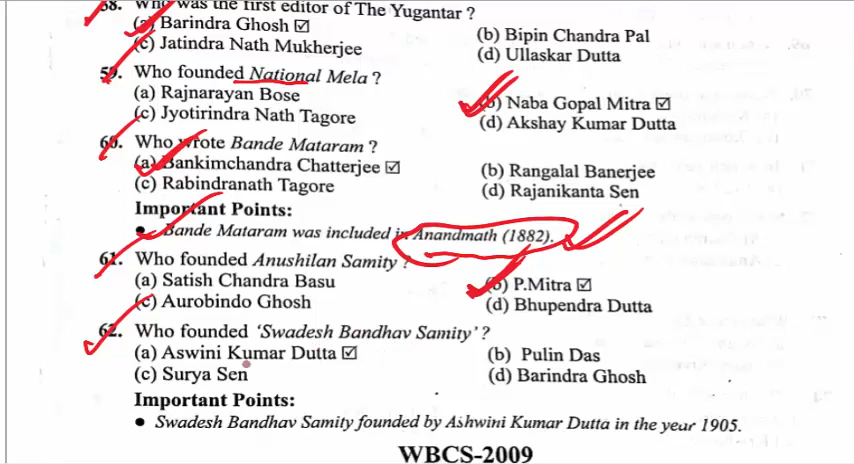 58. Who was the first editor of The Yugantar ?
(a) Barindra Ghosh ☑ (b) Bipin Chandra Pal
(c) Jatindra Nath Mukherjee (d) Ullaskar Dutta
59. Who founded National Mela ?
(a) Rajnarayan Bose (b) Naba Gopal Mitra ☑
(c) Jyotirindra Nath Tagore (d) Akshay Kumar Dutta
60. Who wrote Bande Mataram ?
(a) Bankimchandra Chatterjee ☑ (b) Rangalal Banerjee
(c) Rabindranath Tagore (d) Rajanikanta Sen
Important Points:
● Bande Mataram was included in Anandmath (1882).
61. Who founded Anushilan Samity ?
(a) Satish Chandra Basu (b) P.Mitra ☑
(c) Aurobindo Ghosh (d) Bhupendra Dutta
62. Who founded ‘Swadesh Bandhav Samity’ ?
(a) Aswini Kumar Dutta ☑ (b) Pulin Das
(c) Surya Sen (d) Barindra Ghosh
Important Points:
● Swadesh Bandhav Samity founded by Ashwini Kumar Dutta in the year 1905.
WBCS-2009